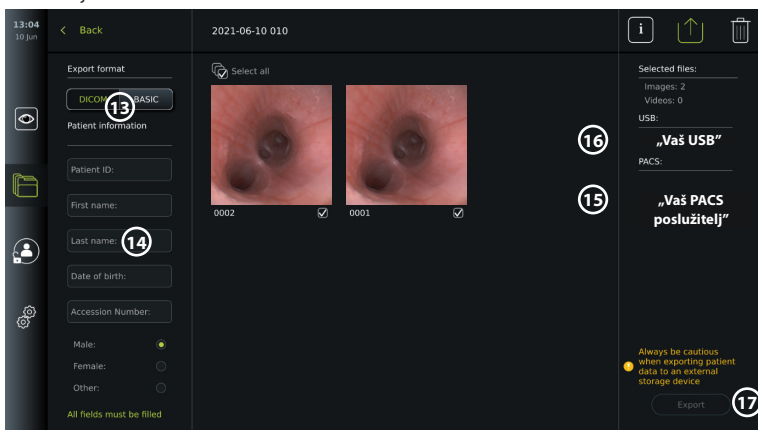 13:04
10 Jun
Back
2021-06-10 010
i
Export format
DICOM
BASIC
13
Patient information
Patient ID:
First name:
Last name:
14
Date of birth:
Accession Number:
Male:
Female:
Other:
All fields must be filled
Select all
0002
0001
Selected files:
Images: 2
Videos: 0
USB:
16
„Vaš USB”
PACS:
15
„Vaš PACS
poslužitelj”
!
Always be cautious
when exporting patient
data to an external
storage device
Export
17